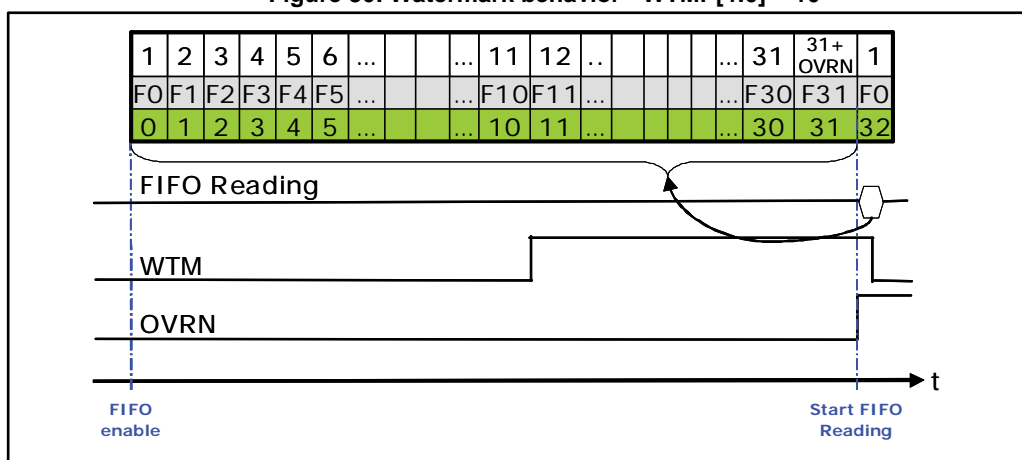 Figure 30. Watermark behavior - WTMP[4:0] = 10
1 2 3 4 5 6 ... ... 11 12 .. ... 31 31+ OVRN 1
F0 F1 F2 F3 F4 F5 ... ... F10 F11 ... ... F30 F31 F0
0 1 2 3 4 5 ... ... 10 11 ... ... 30 31 32
FIFO Reading
WTM
OVRN
t
FIFO
enable
Start FIFO
Reading